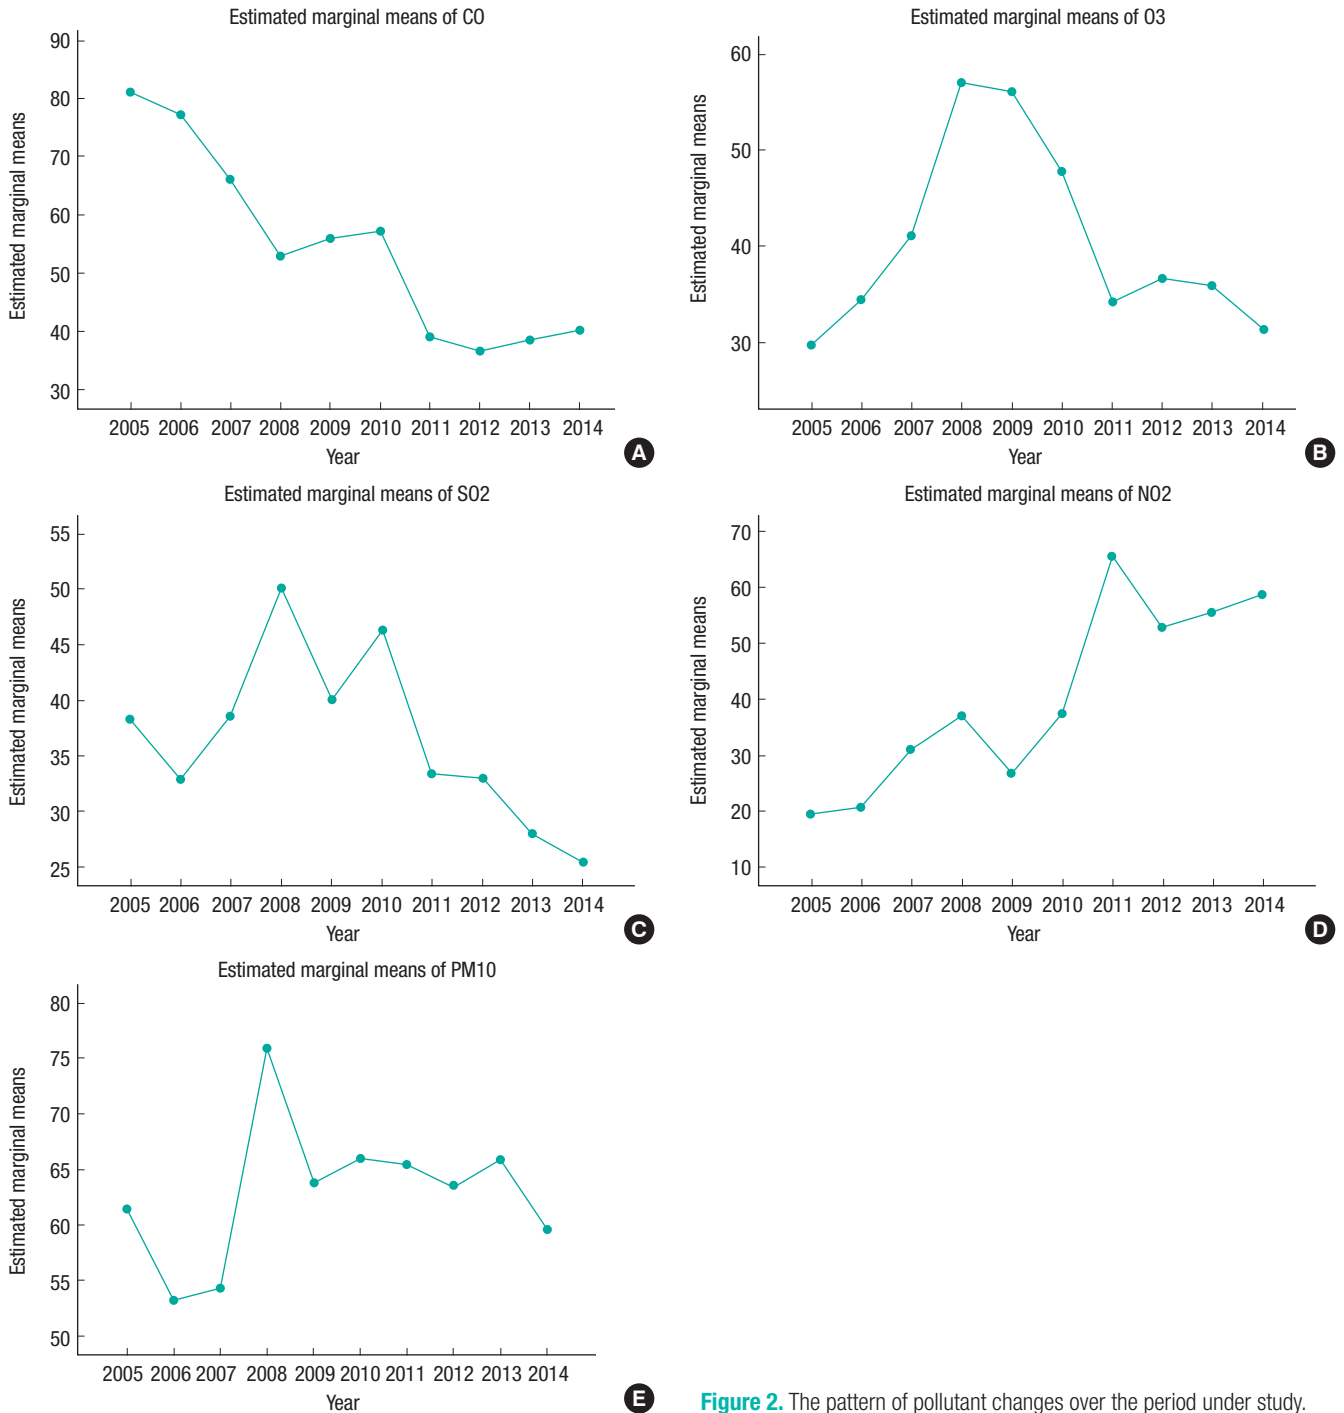 Estimated marginal means of CO
Estimated marginal means
90
80
70
60
50
40
30
2005 2006 2007 2008 2009 2010 2011 2012 2013 2014
Year
A
Estimated marginal means of O3
Estimated marginal means
60
50
40
30
2005 2006 2007 2008 2009 2010 2011 2012 2013 2014
Year
B
Estimated marginal means of SO2
Estimated marginal means
55
50
45
40
35
30
25
2005 2006 2007 2008 2009 2010 2011 2012 2013 2014
Year
C
Estimated marginal means of NO2
Estimated marginal means
70
60
50
40
30
20
10
2005 2006 2007 2008 2009 2010 2011 2012 2013 2014
Year
D
Estimated marginal means of PM10
Estimated marginal means
80
75
70
65
60
55
50
2005 2006 2007 2008 2009 2010 2011 2012 2013 2014
Year
E
Figure 2. The pattern of pollutant changes over the period under study.